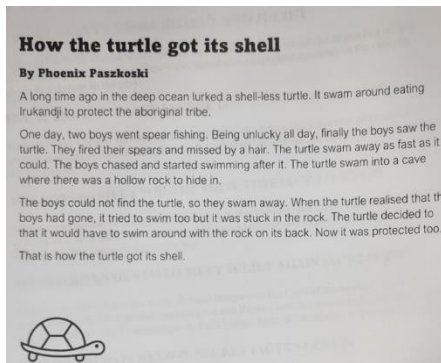 How the turtle got its shell
By Phoenix Paszkoski
A long time ago in the deep ocean lurked a shell-less turtle. It swam around eating
Irukandji to protect the aboriginal tribe.
One day, two boys went spear fishing. Being unlucky all day, finally the boys saw the
turtle. They fired their spears and missed by a hair. The turtle swam away as fast as it
could. The boys chased and started swimming after it. The turtle swam into a cave
where there was a hollow rock to hide in.
The boys could not find the turtle, so they swam away. When the turtle realised that th
boys had gone, it tried to swim too but it was stuck in the rock. The turtle decided to
that it would have to swim around with the rock on its back. Now it was protected too.
That is how the turtle got its shell.